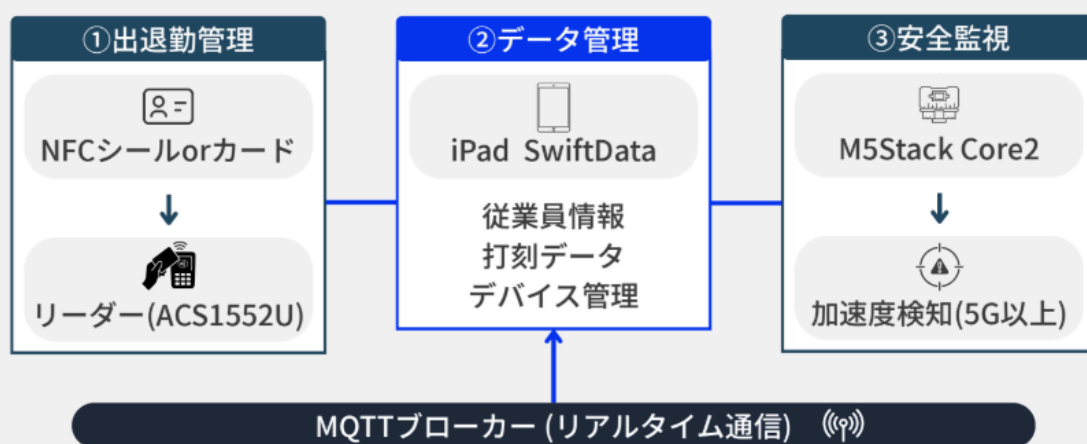 ①出退勤管理
NFCシールorカード
リーダー(ACS1552U)
②データ管理
iPad SwiftData
従業員情報
打刻データ
デバイス管理
③安全監視
M5Stack Core2
加速度検知(5G以上)
MQTTブローカー (リアルタイム通信)